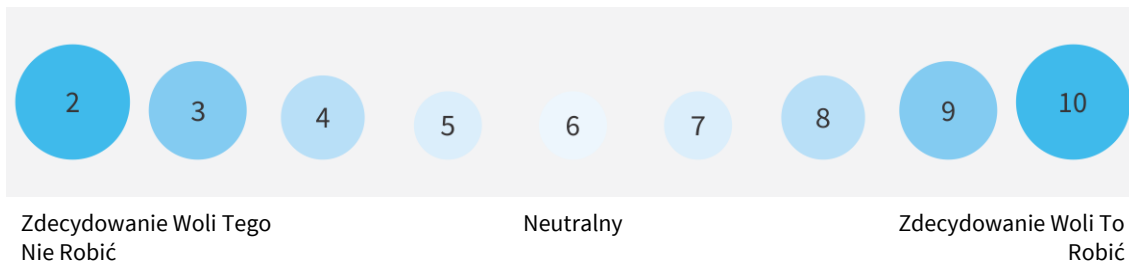 2 3 4 5 6 7 8 9 10
Zdecydowanie Woli Tego
Nie Robić
Neutralny
Zdecydowanie Woli To
Robić